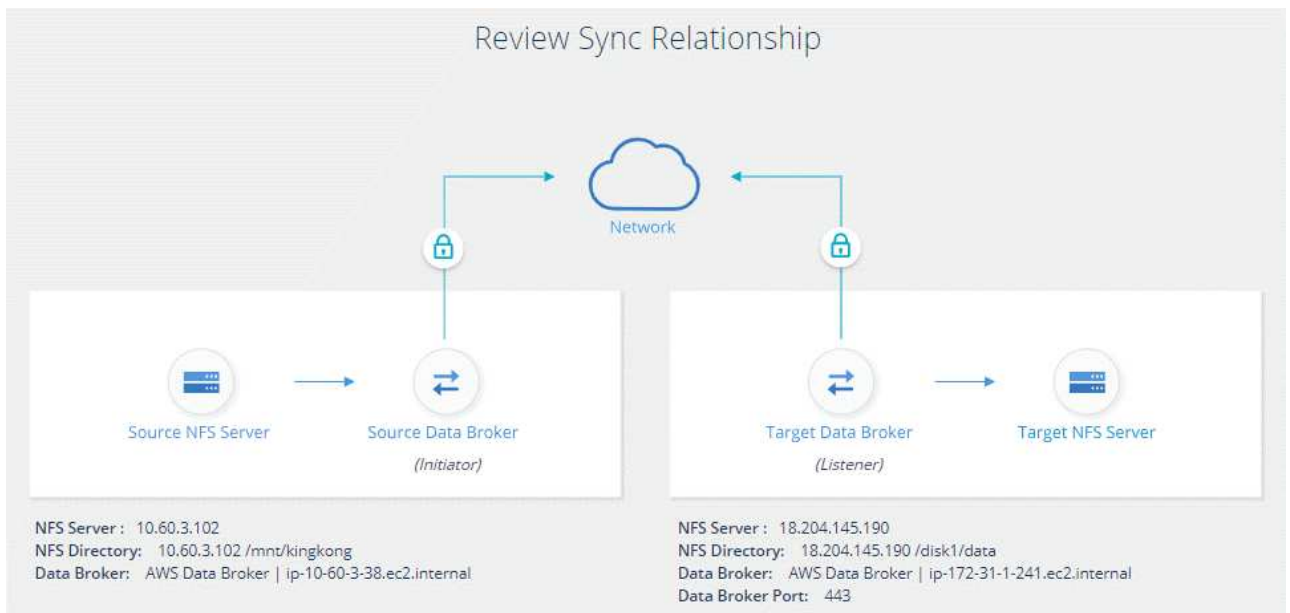 Review Sync Relationship
Network
Source NFS Server
Source Data Broker
(Initiator)
Target Data Broker
(Listener)
Target NFS Server
NFS Server : 10.60.3.102
NFS Directory: 10.60.3.102 /mnt/kingkong
Data Broker: AWS Data Broker | ip-10-60-3-38.ec2.internal
NFS Server : 18.204.145.190
NFS Directory: 18.204.145.190 /disk1/data
Data Broker: AWS Data Broker | ip-172-31-1-241.ec2.internal
Data Broker Port: 443